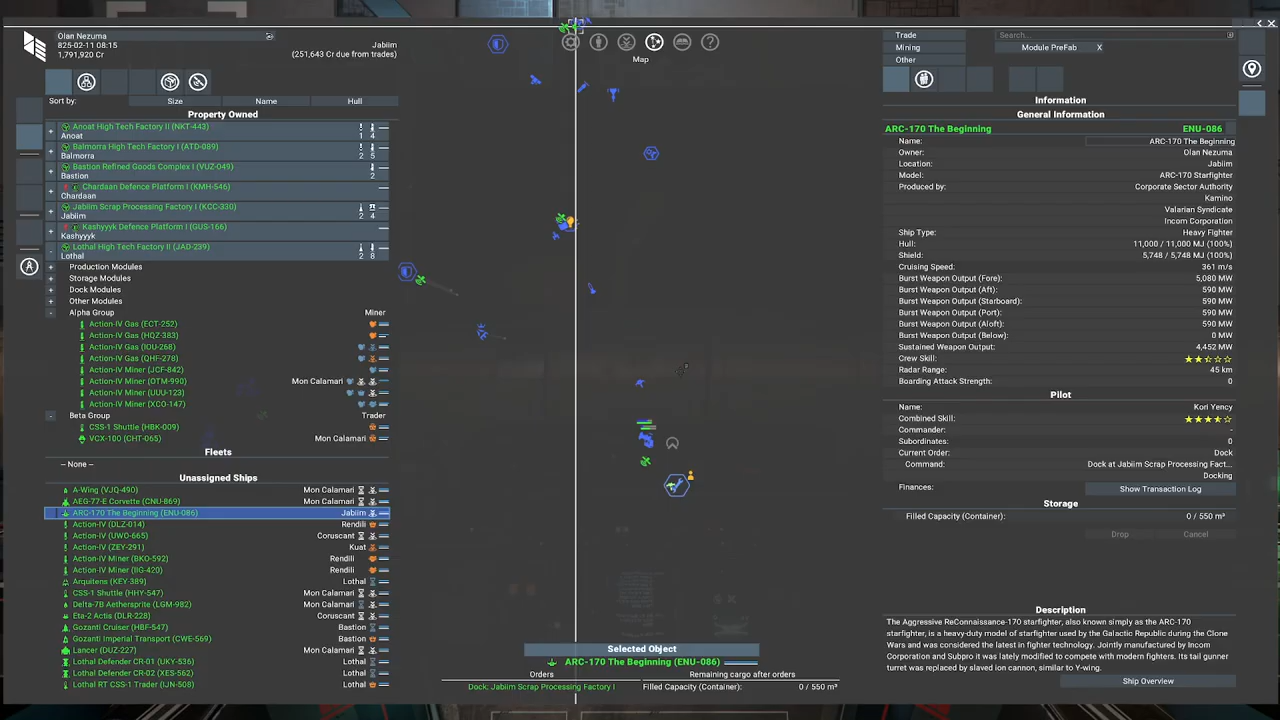 Olan Nezuma
825-02-11 08:15
1,791,920 Cr
Jabiim
(251,643 Cr due from trades)
Sort by:
Size
Name
Hull
Property Owned
Anoat High Tech Factory II (NKT-443)
Anoat
1 4
Balmorra High Tech Factory I (ATD-089)
Balmorra
2 5
Bastion Refined Goods Complex I (VUZ-049)
Bastion
2
Chardaan Defence Platform I (KMH-546)
Chardaan
Jabiim Scrap Processing Factory I (KCC-330)
Jabiim
2 4
Kashyyyk Defence Platform I (GUS-166)
Kashyyyk
Lothal High Tech Factory II (JAD-239)
Lothal
2 8
Production Modules
Storage Modules
Dock Modules
Other Modules
Alpha Group Miner
Action-IV Gas (ECT-252)
Action-IV Gas (HQZ-383)
Action-IV Gas (IOU-268)
Action-IV Gas (QHF-278)
Action-IV Miner (JCF-842)
Action-IV Miner (OTM-990) Mon Calamari
Action-IV Miner (UUU-123)
Action-IV Miner (XCO-147)
Beta Group Trader
CSS-1 Shuttle (HBK-009)
VCX-100 (CHT-065) Mon Calamari
Fleets
-- None --
Unassigned Ships
A-Wing (VJQ-490) Mon Calamari
AEG-77-E Corvette (CNU-869) Mon Calamari
ARC-170 The Beginning (ENU-086) Jabiim
Action-IV (DLZ-014) Rendili
Action-IV (UWO-665) Coruscant
Action-IV (ZEY-291) Kuat
Action-IV Miner (BKO-592) Rendili
Action-IV Miner (IIG-420) Rendili
Arquitens (KEY-389) Lothal
CSS-1 Shuttle (HHY-547) Mon Calamari
Delta-7B Aethersprite (LGM-982) Mon Calamari
Eta-2 Actis (DLR-228) Coruscant
Gozanti Cruiser (HBF-547) Bastion
Gozanti Imperial Transport (CWE-569) Bastion
Lancer (DUZ-227) Mon Calamari
Lothal Defender CR-01 (UKY-536) Lothal
Lothal Defender CR-02 (XES-562) Lothal
Lothal RT CSS-1 Trader (IJN-508) Lothal
Map
Selected Object
ARC-170 The Beginning (ENU-086)
Orders
Remaining cargo after orders
Dock: Jabiim Scrap Processing Factory I
Filled Capacity (Container): 0 / 550 m³
Trade
Mining
Other
Search...
Module PreFab X
Information
General Information
ARC-170 The Beginning ENU-086
Name: ARC-170 The Beginning
Owner: Olan Nezuma
Location: Jabiim
Model: ARC-170 Starfighter
Produced by: Corporate Sector Authority
Kamino
Valarian Syndicate
Incom Corporation
Ship Type: Heavy Fighter
Hull: 11,000 / 11,000 MJ (100%)
Shield: 5,748 / 5,748 MJ (100%)
Cruising Speed: 361 m/s
Burst Weapon Output (Fore): 5,080 MW
Burst Weapon Output (Aft): 590 MW
Burst Weapon Output (Starboard): 590 MW
Burst Weapon Output (Port): 590 MW
Burst Weapon Output (Aloft): 590 MW
Burst Weapon Output (Below): 0 MW
Sustained Weapon Output: 4,452 MW
Crew Skill:
Radar Range: 45 km
Boarding Attack Strength: 0
Pilot
Name: Kori Yency
Combined Skill:
Commander: -
Subordinates: 0
Current Order: Dock
Command: Dock at Jabiim Scrap Processing Fact...
Docking
Finances: Show Transaction Log
Storage
Filled Capacity (Container): 0 / 550 m³
Drop
Cancel
Description
The Aggressive ReConnaissance-170 starfighter, also known simply as the ARC-170
starfighter, is a heavy-duty model of starfighter used by the Galactic Republic during the Clone
Wars and was considered the latest in fighter technology. Jointly manufactured by Incom
Corporation and Subpro it was lately modified to compete with modern fighters. Its tail gunner
turret was replaced by slaved ion cannon, similar to Y-wing.
Ship Overview